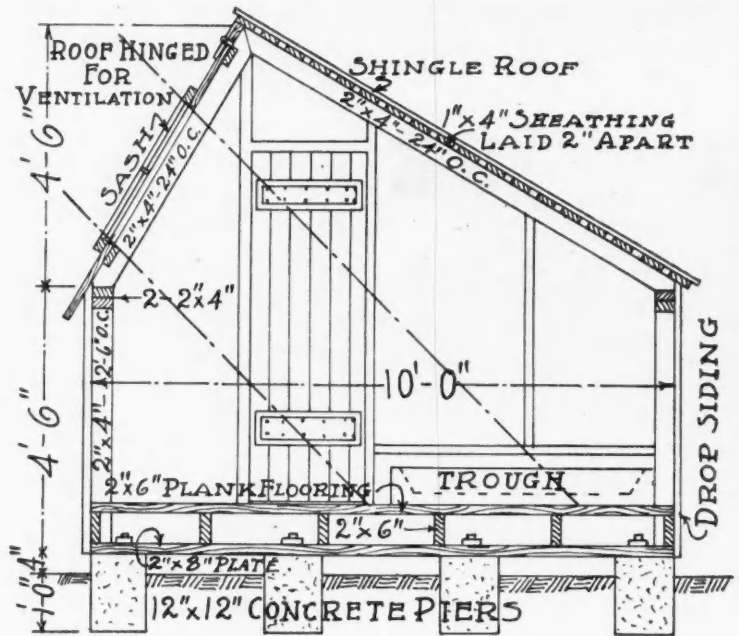 ROOF HINGED
FOR
VENTILATION
SHINGLE ROOF
1"x4" SHEATHING
LAID 2" APART
2"x4"-24" O.C.
SASH
2"x4"-24" O.C.
4'-6"
2-2"x4"
2"x4"-2'-6" O.C.
10'-0"
4'-6"
DROP SIDING
2"x6" PLANK FLOORING
TROUGH
2"x6"
2"x8" PLATE
4"
1'-0"
12"x12" CONCRETE PIERS